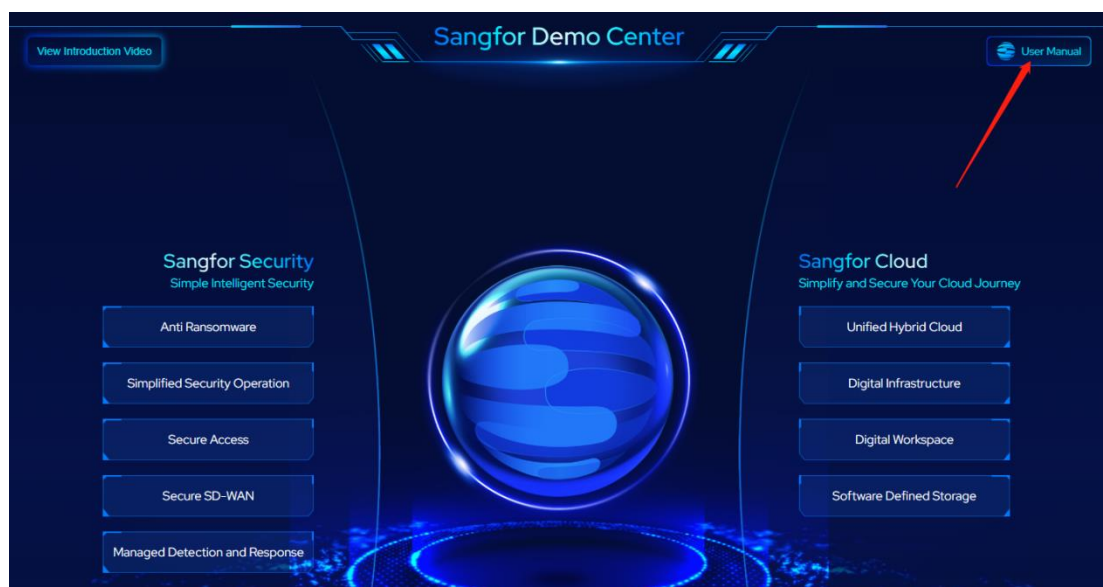 View Introduction Video
Sangfor Demo Center
User Manual
Sangfor Security
Simple Intelligent Security
Anti Ransomware
Simplified Security Operation
Secure Access
Secure SD-WAN
Managed Detection and Response
Sangfor Cloud
Simplify and Secure Your Cloud Journey
Unified Hybrid Cloud
Digital Infrastructure
Digital Workspace
Software Defined Storage